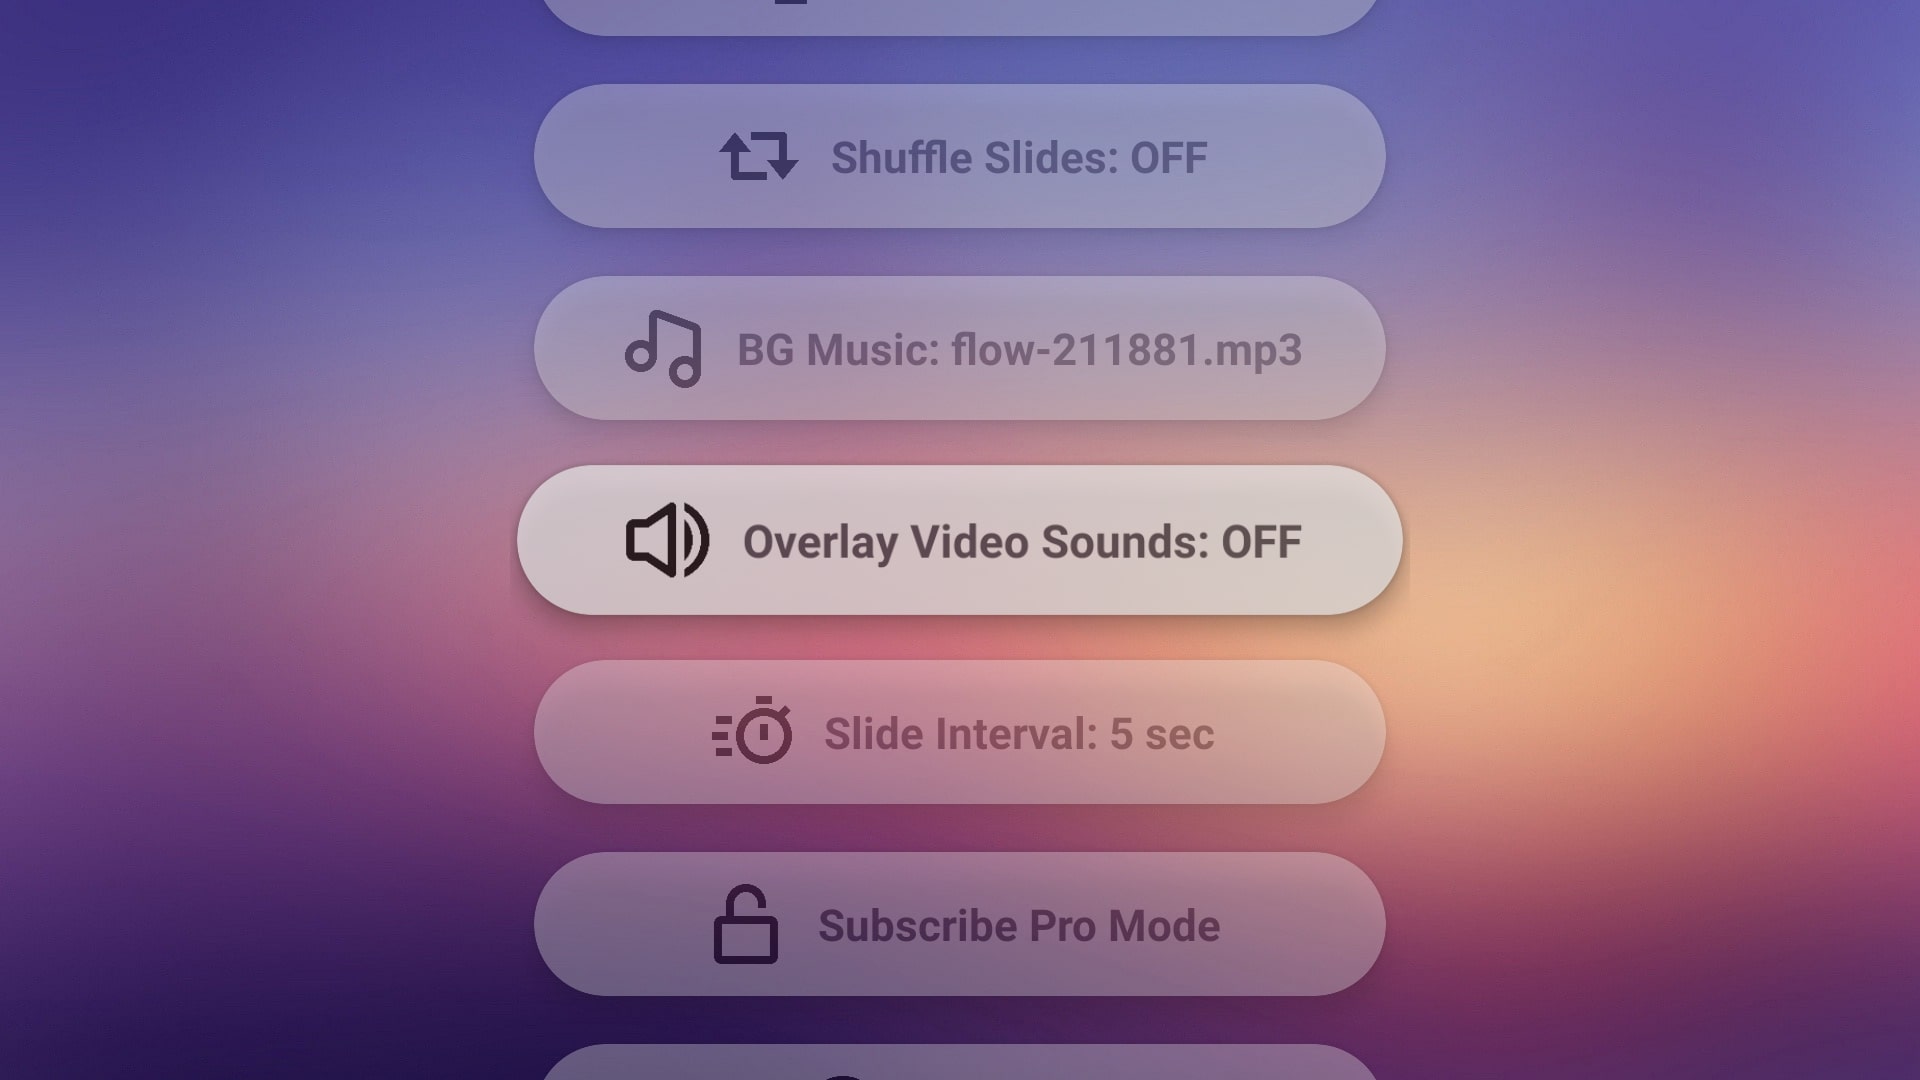 Shuffle Slides: OFF
BG Music: flow-211881.mp3
Overlay Video Sounds: OFF
Slide Interval: 5 sec
Subscribe Pro Mode